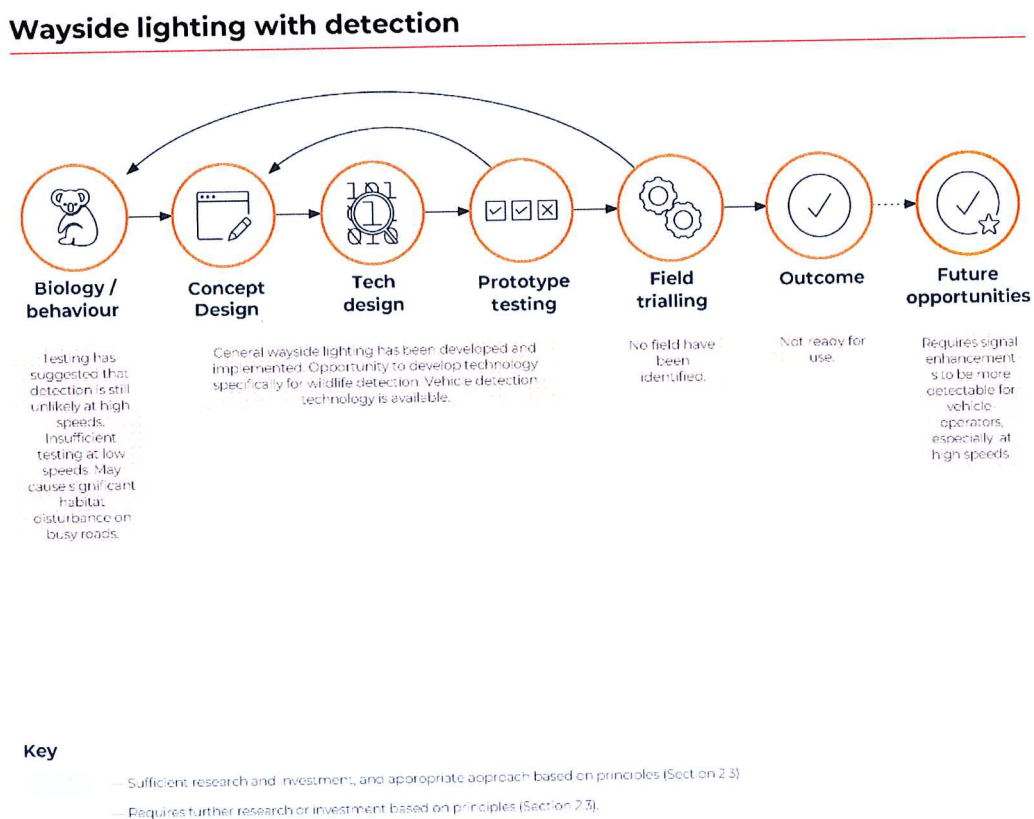 Wayside lighting with detection
101
0 1 1
010
Biology /
behaviour
Concept
Design
Tech
design
Prototype
testing
Field
trialling
Outcome
Future
opportunities
Testing has
suggested that
detection is still
unlikely at high
speeds.
Insufficient
testing at low
speeds. May
cause significant
habitat
disturbance on
busy roads.
General wayside lighting has been developed and
implemented. Opportunity to develop technology
specifically for wildlife detection. Vehicle detection
technology is available.
No field have
been
identified.
Not ready for
use.
Requires signal
enhancement
s to be more
detectable for
vehicle
operators,
especially at
high speeds.
Key
— Sufficient research and investment, and appropriate approach based on principles (Section 2.3)
— Requires further research or investment based on principles (Section 2.3).